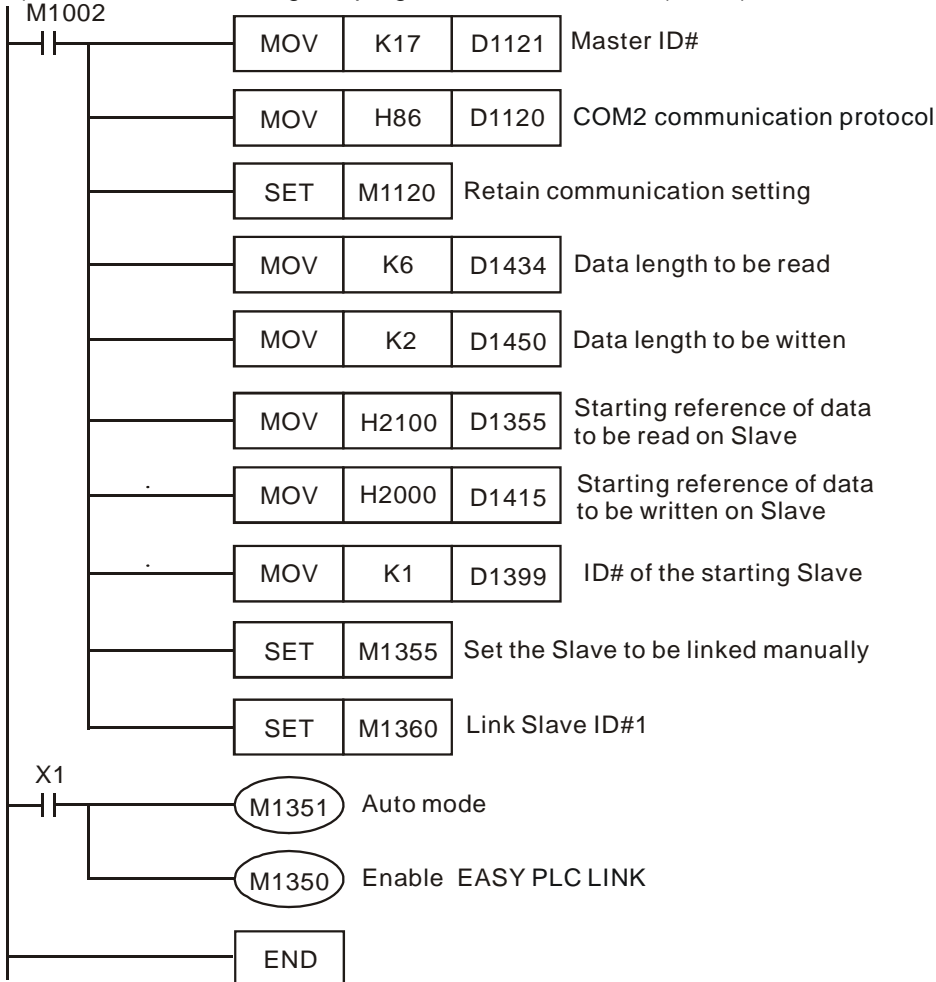 M1002
MOV K17 D1121 Master ID#
MOV H86 D1120 COM2 communication protocol
SET M1120 Retain communication setting
MOV K6 D1434 Data length to be read
MOV K2 D1450 Data length to be witten
MOV H2100 D1355 Starting reference of data
to be read on Slave
MOV H2000 D1415 Starting reference of data
to be written on Slave
MOV K1 D1399 ID# of the starting Slave
SET M1355 Set the Slave to be linked manually
SET M1360 Link Slave ID#1
X1
M1351 Auto mode
M1350 Enable EASY PLC LINK
END